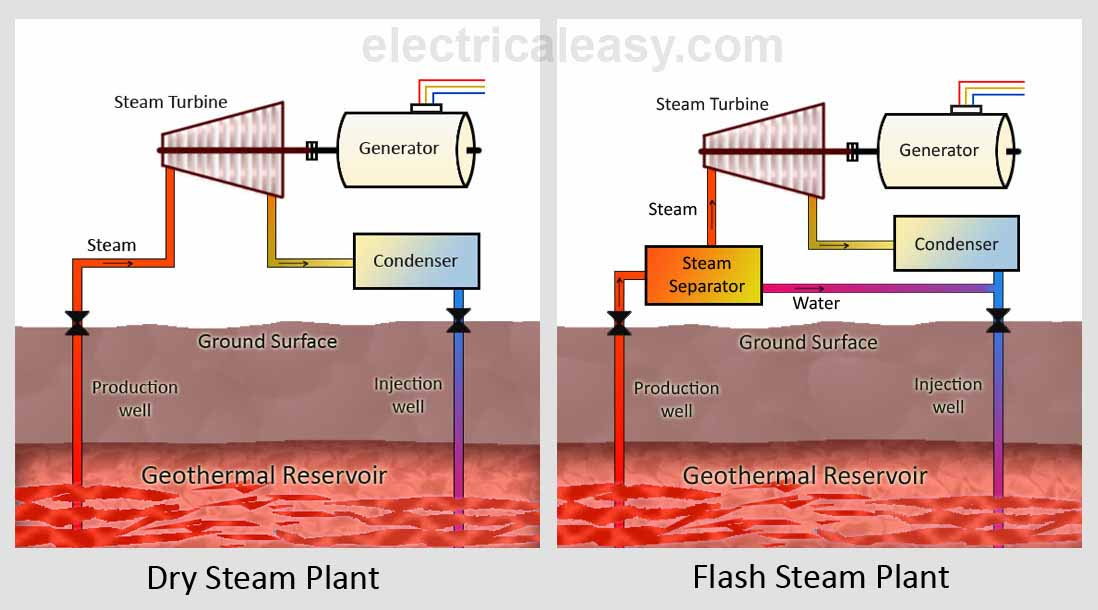 electricaleasy.com
Steam Turbine
Generator
Steam
Condenser
Ground Surface
Production
well
Injection
well
Geothermal Reservoir
Dry Steam Plant
Steam Turbine
Generator
Steam
Condenser
Steam
Separator
Water
Ground Surface
Production
well
Injection
well
Geothermal Reservoir
Flash Steam Plant